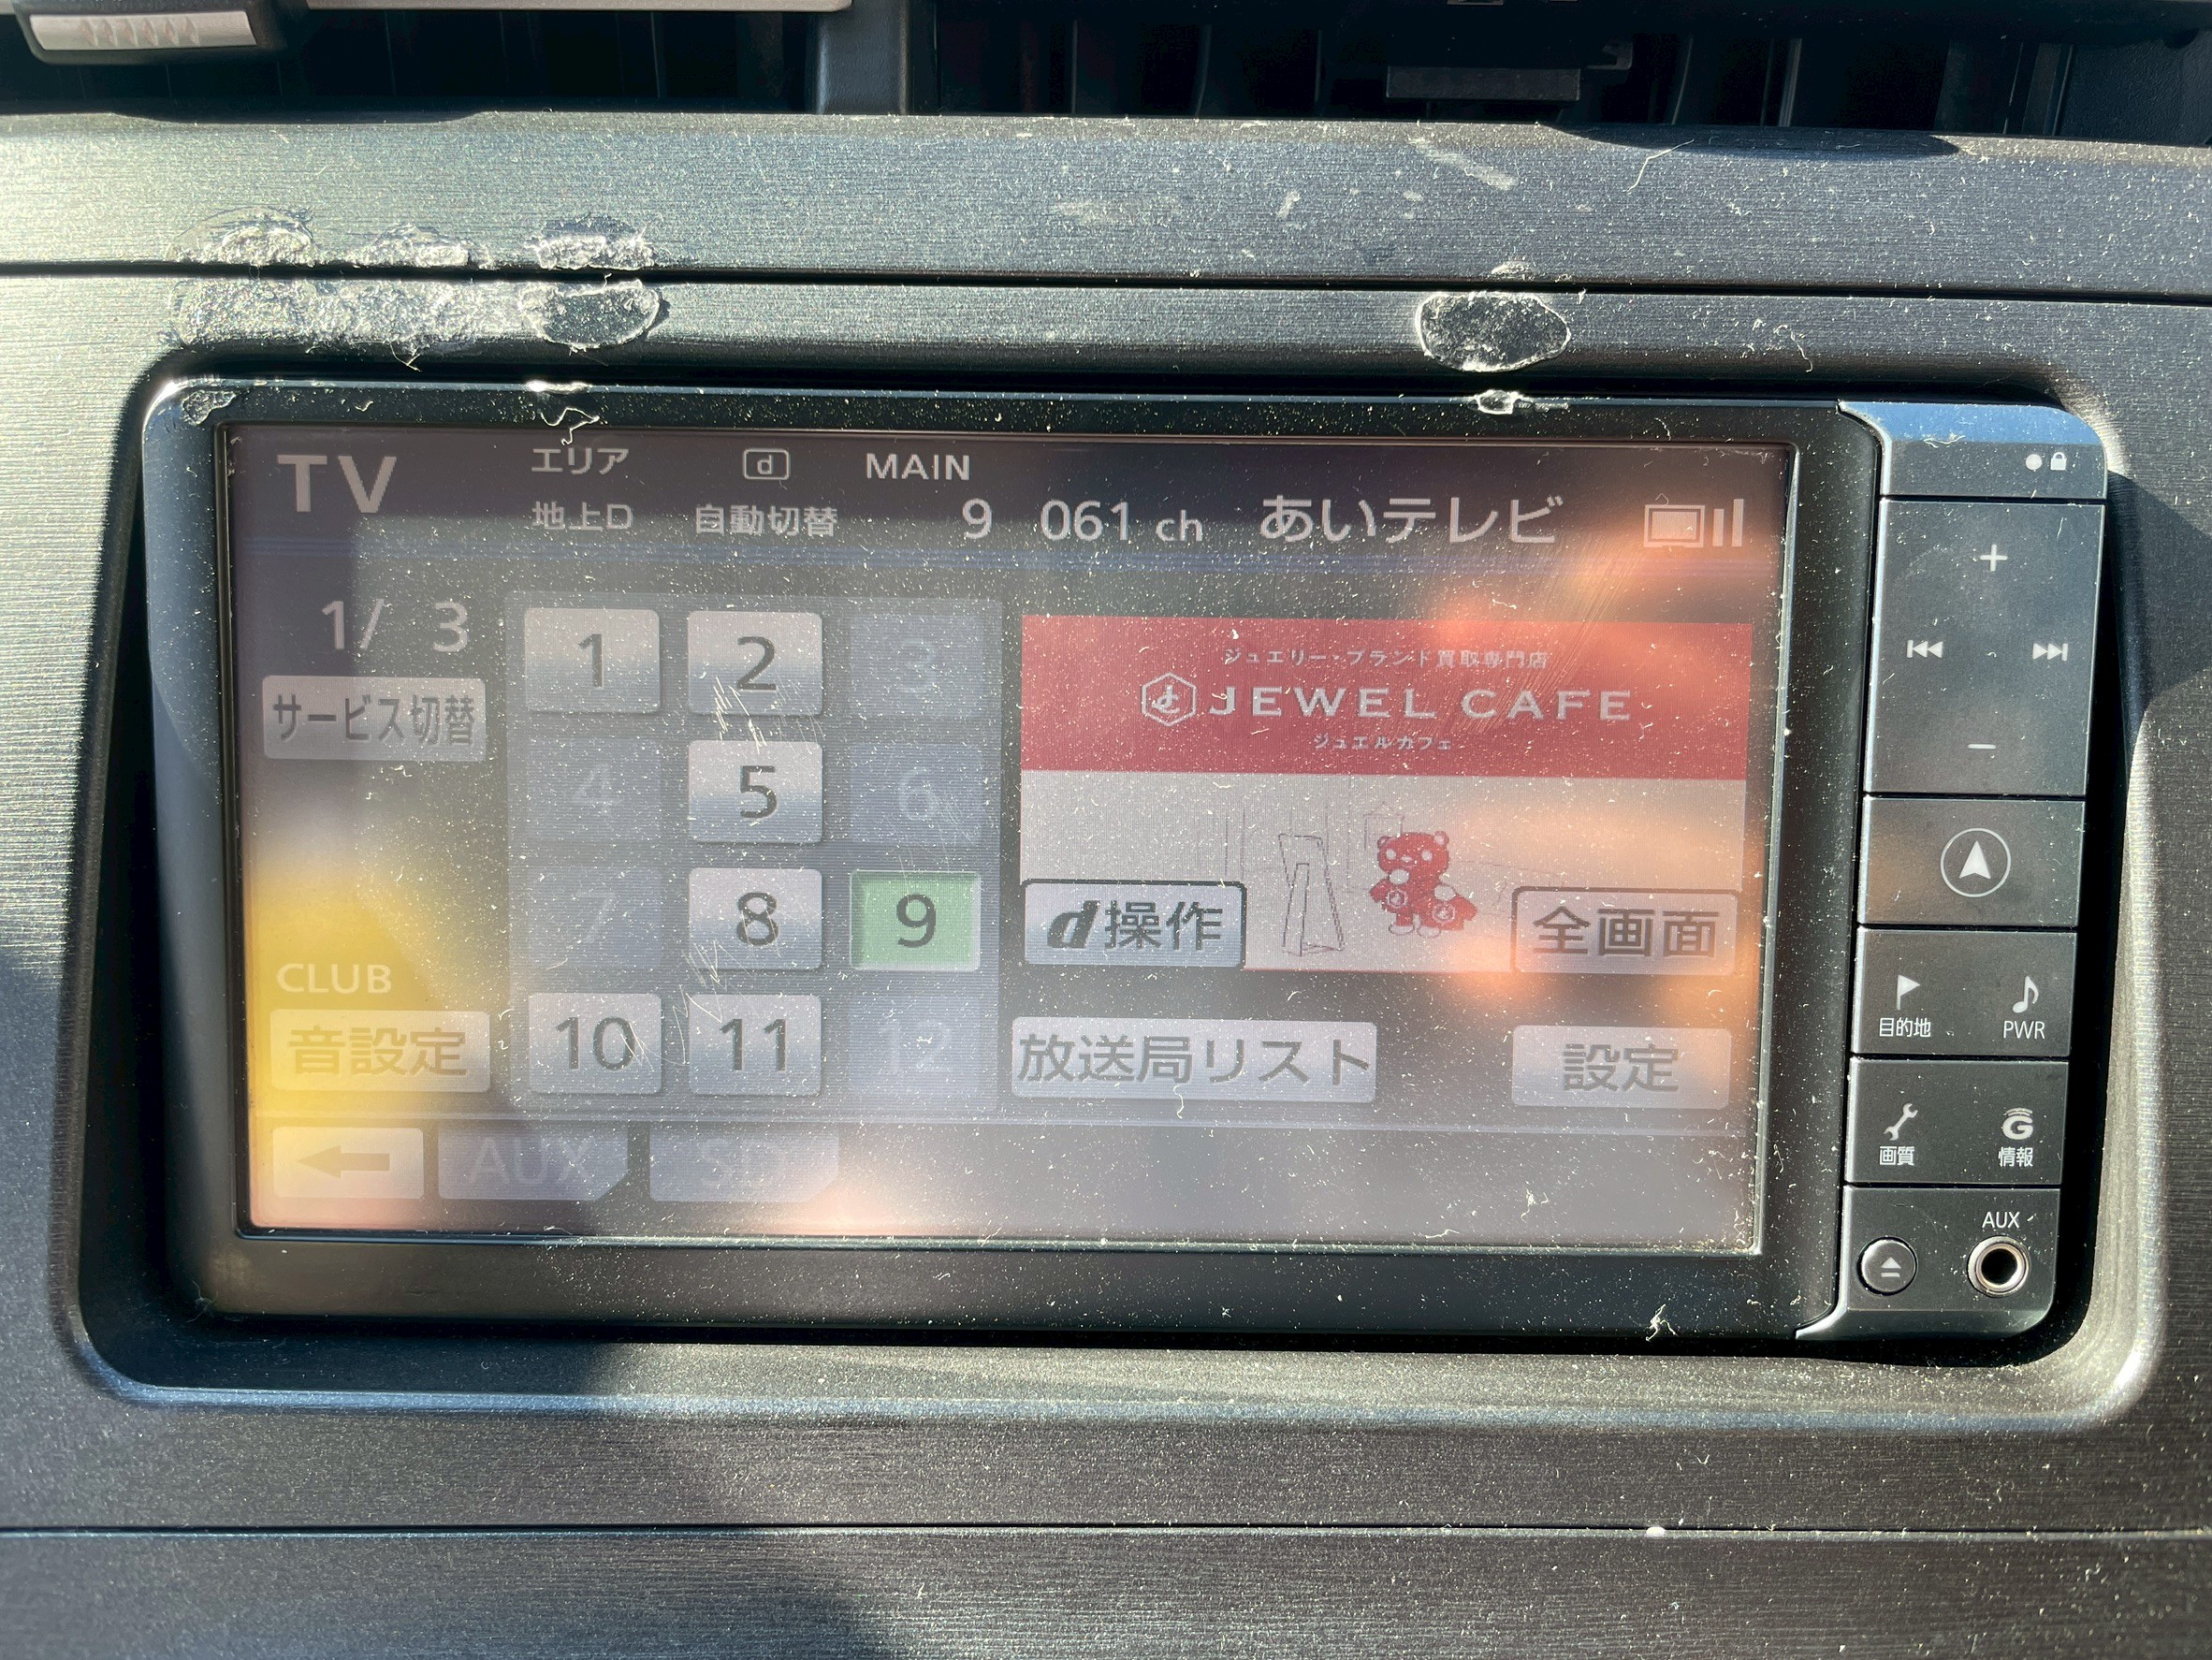 TV エリア d MAIN
地上D 自動切替 9 061 ch あいテレビ
1/ 3
サービス切替
1 2 3
4 5 6
7 8 9
10 11 12
ジュエリー・ブランド買取専門店
JEWEL CAFE
ジュエルカフェ
d操作 全画面
CLUB
音設定
放送局リスト 設定
AUX SD
+
−
目的地 PWR
画質 G情報
AUX